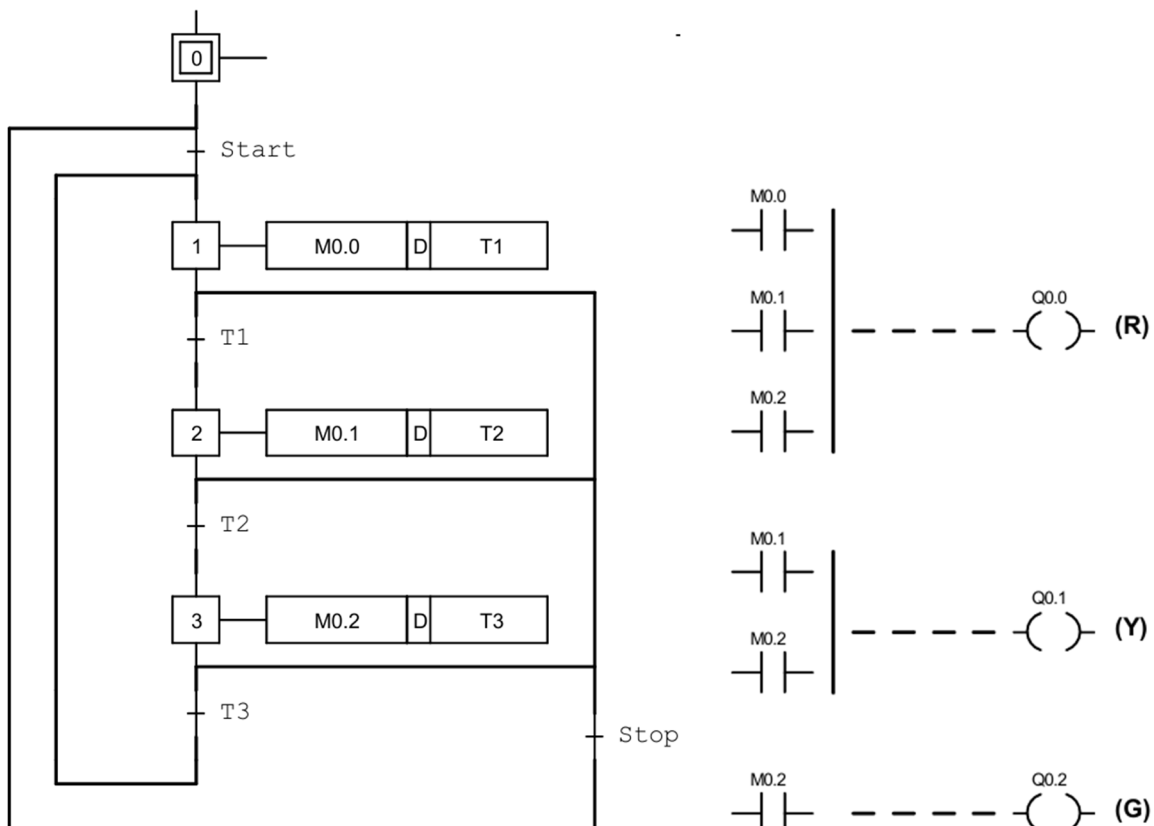 0
Start
1 M0.0 D T1
T1
2 M0.1 D T2
T2
3 M0.2 D T3
T3
Stop
-
M0.0
M0.1 Q0.0 (R)
M0.2
M0.1
Q0.1 (Y)
M0.2
M0.2 Q0.2 (G)